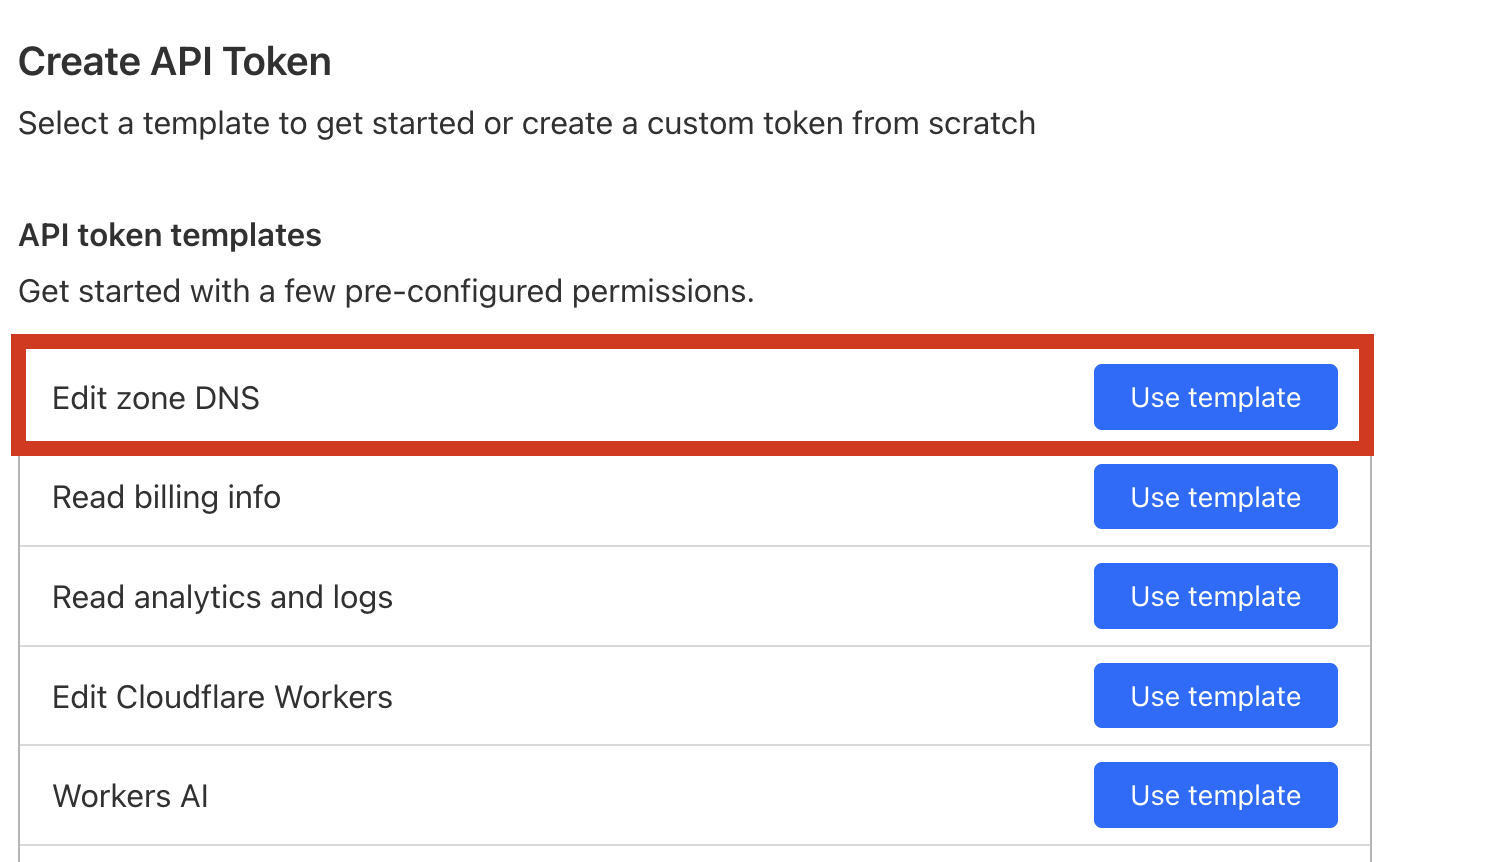 Create API Token
Select a template to get started or create a custom token from scratch
API token templates
Get started with a few pre-configured permissions.
Edit zone DNS Use template
Read billing info Use template
Read analytics and logs Use template
Edit Cloudflare Workers Use template
Workers AI Use template